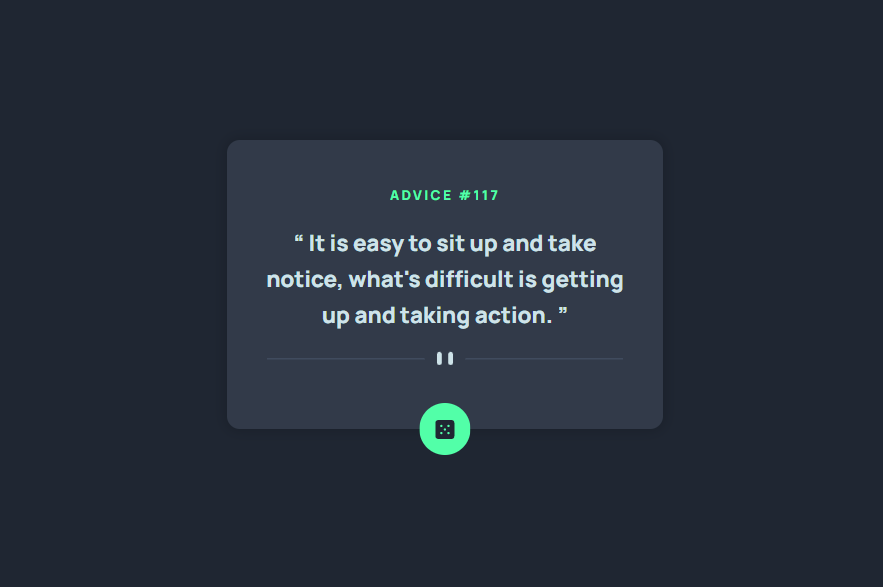 ADVICE #117
“ It is easy to sit up and take
notice, what's difficult is getting
up and taking action. ”